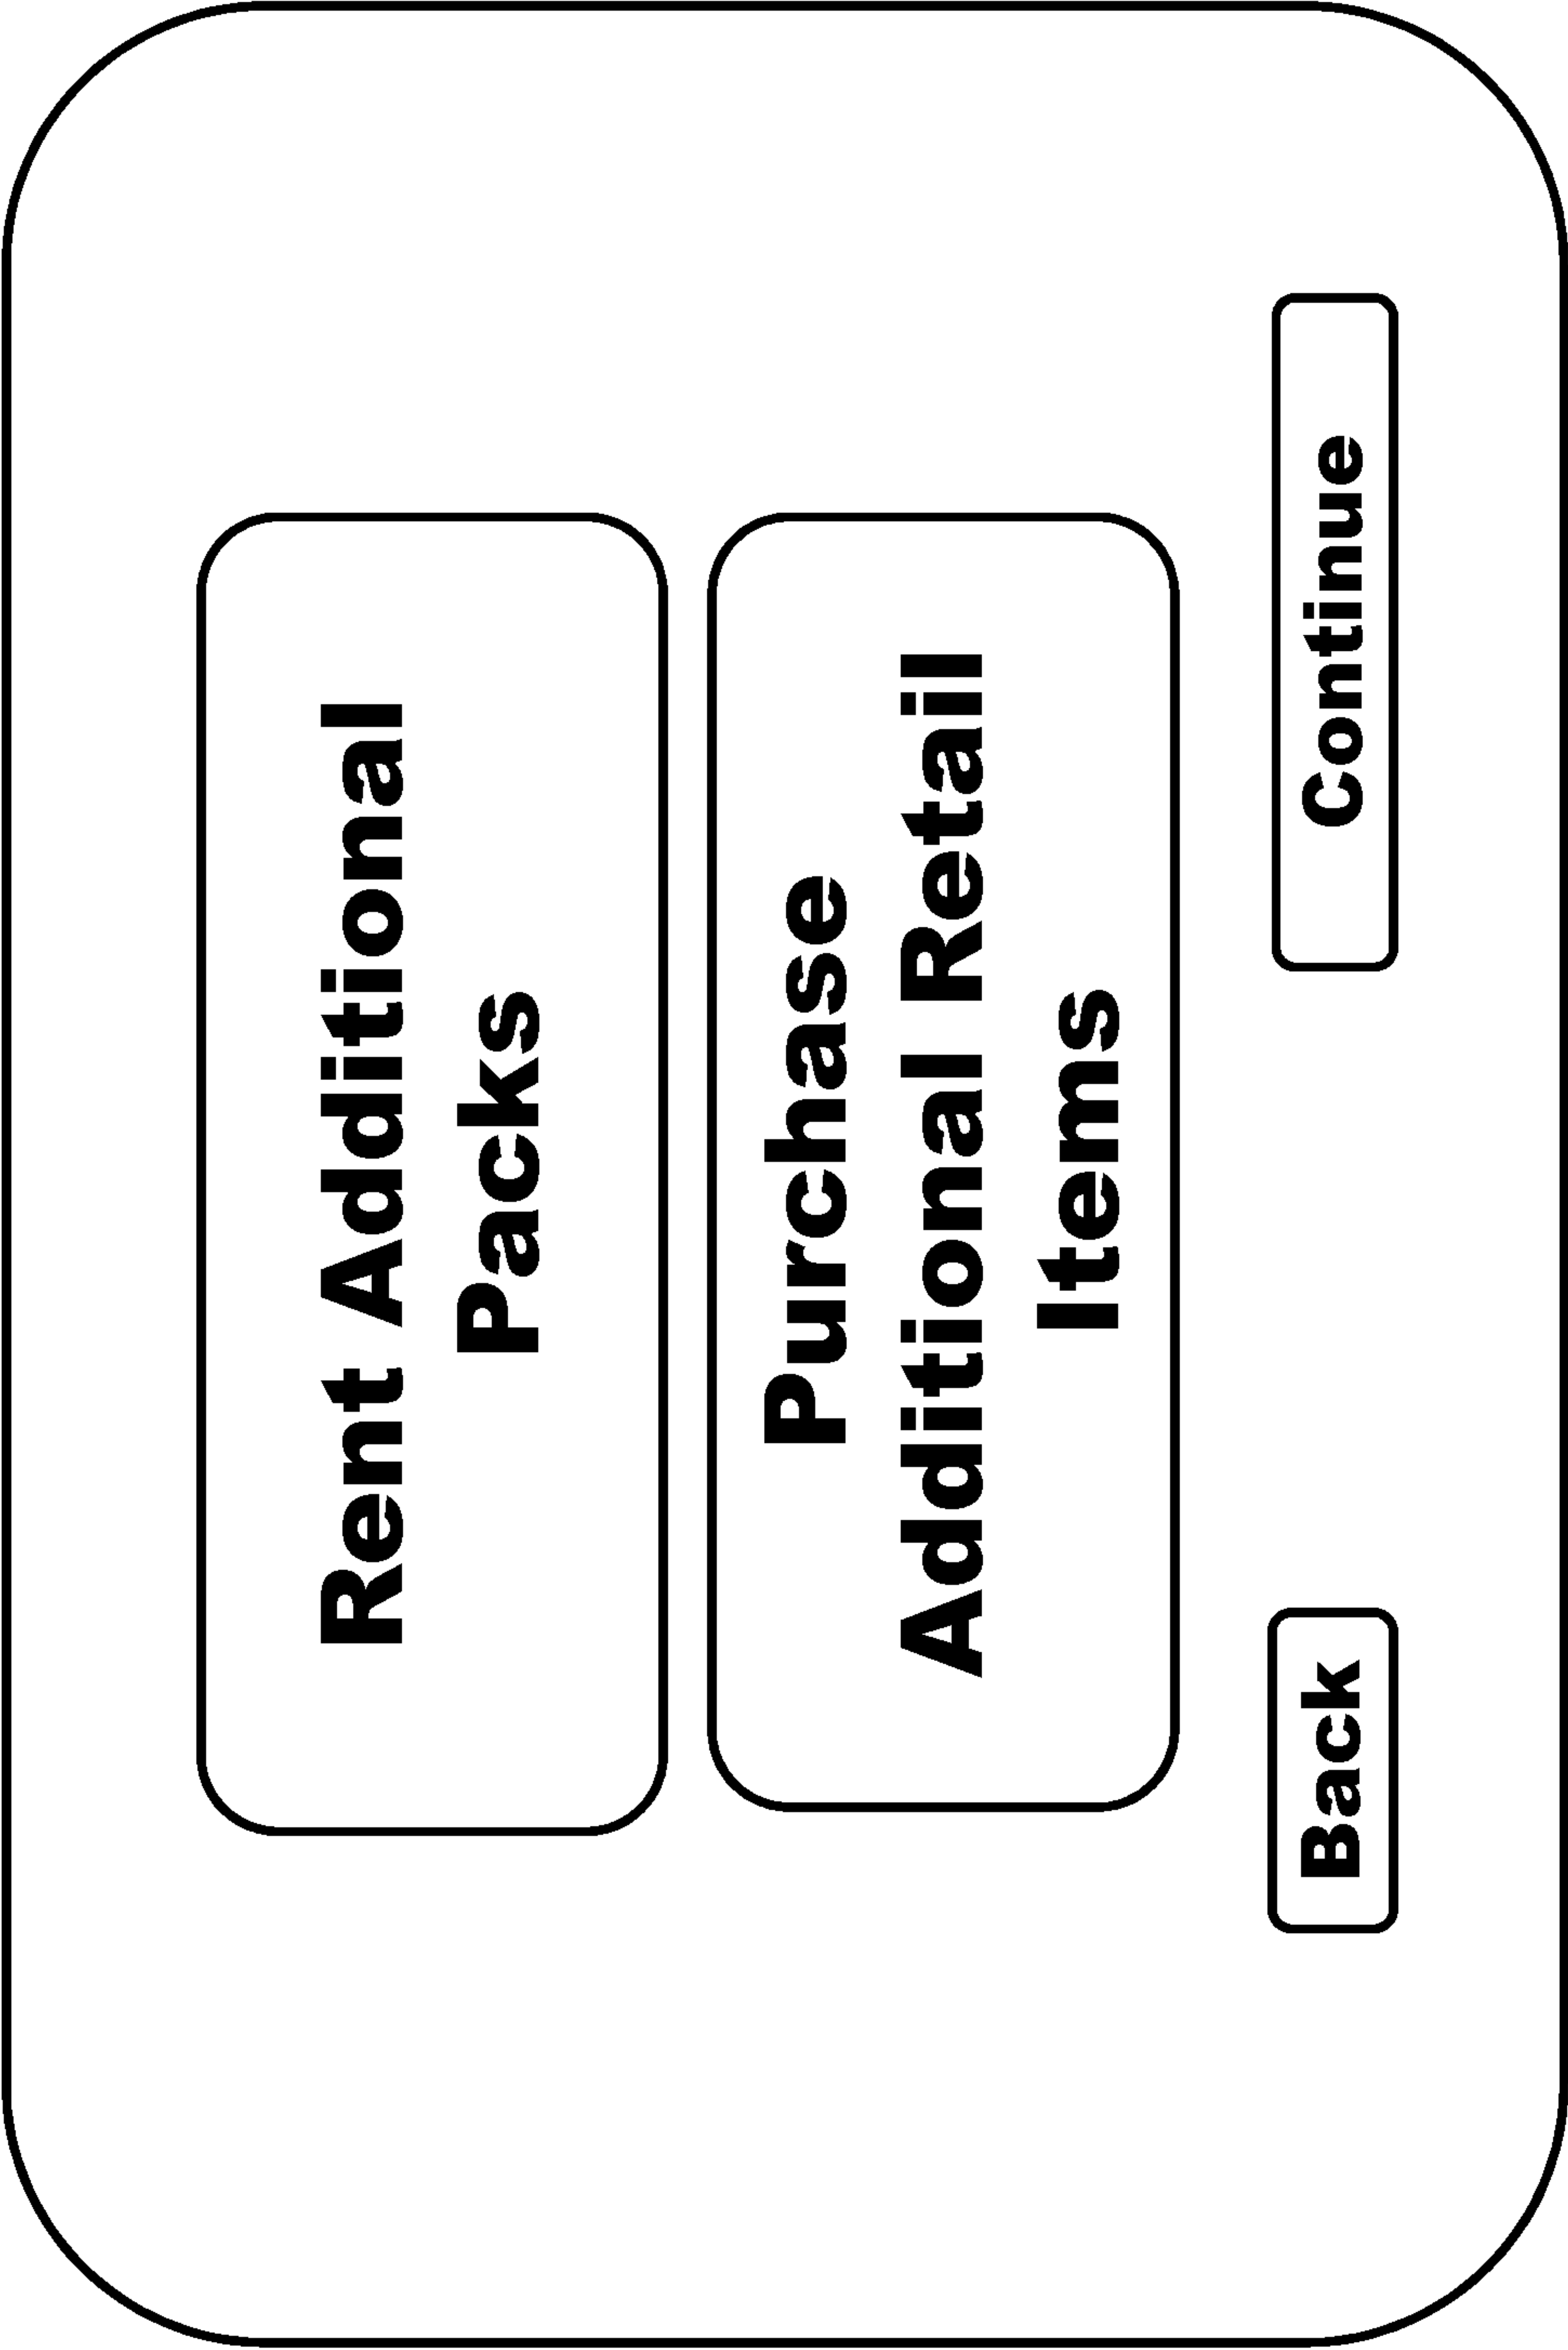 Rent Additional
Packs
Purchase
Additional Retail
Items
Back
Continue